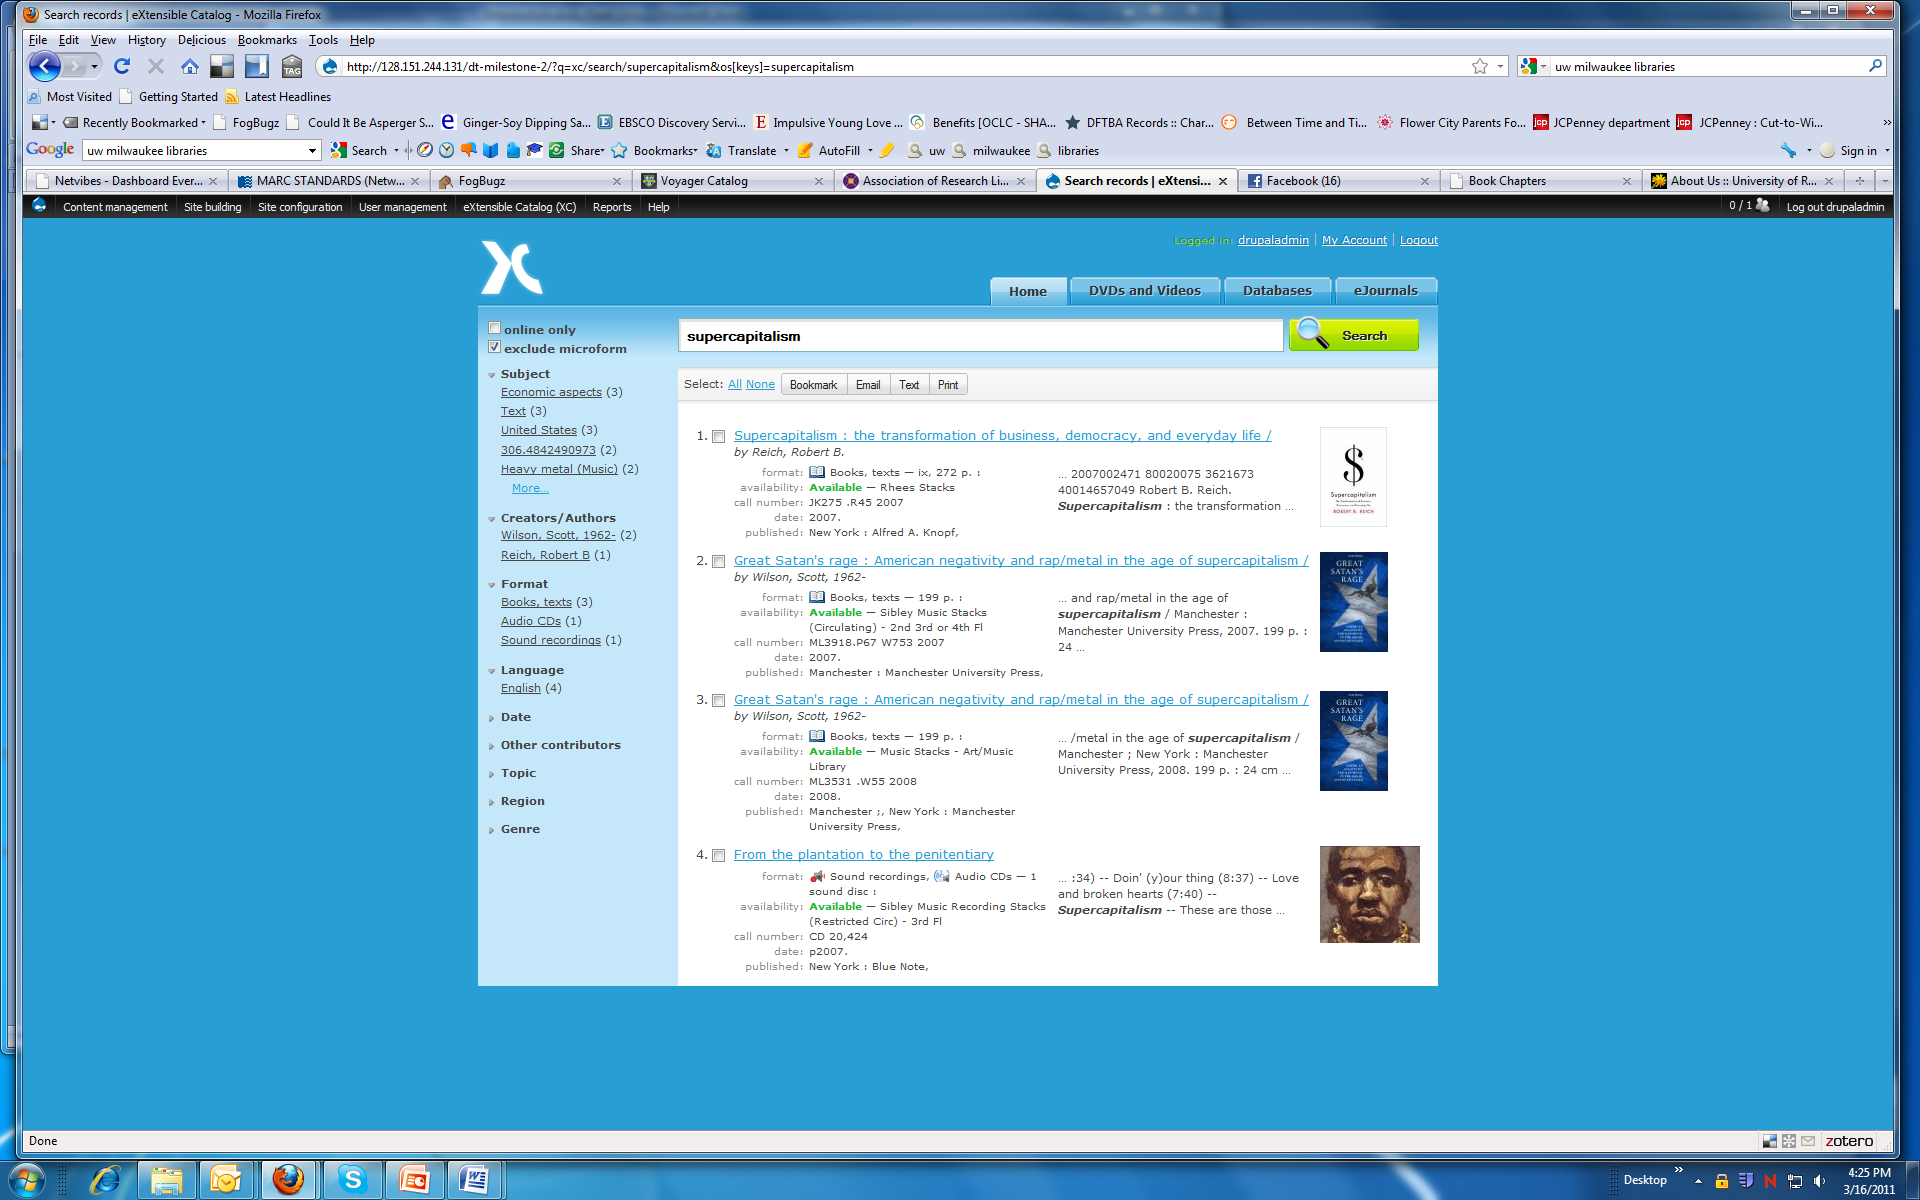 Search records | eXtensible Catalog - Mozilla Firefox
File Edit View History Delicious Bookmarks Tools Help
TAG http://128.151.244.131/dt-milestone-2/?q=xc/search/supercapitalism&os[keys]=supercapitalism uw milwaukee libraries
Most Visited Getting Started Latest Headlines
Recently Bookmarked FogBugz Could It Be Asperger S... Ginger-Soy Dipping Sa... EBSCO Discovery Servi... Impulsive Young Love ... Benefits [OCLC - SHA... DFTBA Records :: Char... Between Time and Ti... Flower City Parents Fo... JCPenney department JCPenney : Cut-to-Wi... »
Google uw milwaukee libraries Search Share Bookmarks Translate AutoFill uw milwaukee libraries Sign in
Netvibes - Dashboard Ever... MARC STANDARDS (Netw... FogBugz Voyager Catalog Association of Research Li... Search records | eXtensi... Facebook (16) Book Chapters About Us :: University of R...
Content management Site building Site configuration User management eXtensible Catalog (XC) Reports Help 0 / 1 Log out drupaladmin
Logged in: drupaladmin | My Account | Logout
XC
Home DVDs and Videos Databases eJournals
online only
exclude microform
supercapitalism Search
Select: All None Bookmark Email Text Print
Subject
Economic aspects (3)
Text (3)
United States (3)
306.4842490973 (2)
Heavy metal (Music) (2)
More...
Creators/Authors
Wilson, Scott, 1962- (2)
Reich, Robert B (1)
Format
Books, texts (3)
Audio CDs (1)
Sound recordings (1)
Language
English (4)
Date
Other contributors
Topic
Region
Genre
1. Supercapitalism : the transformation of business, democracy, and everyday life /
by Reich, Robert B.
format: Books, texts — ix, 272 p. :
availability: Available — Rhees Stacks
call number: JK275 .R45 2007
date: 2007.
published: New York : Alfred A. Knopf,
... 2007002471 80020075 3621673
40014657049 Robert B. Reich.
Supercapitalism : the transformation ...
$
Supercapitalism
ROBERT B. REICH
2. Great Satan's rage : American negativity and rap/metal in the age of supercapitalism /
by Wilson, Scott, 1962-
format: Books, texts — 199 p. :
availability: Available — Sibley Music Stacks
(Circulating) - 2nd 3rd or 4th Fl
call number: ML3918.P67 W753 2007
date: 2007.
published: Manchester : Manchester University Press,
... and rap/metal in the age of
supercapitalism / Manchester :
Manchester University Press, 2007. 199 p. :
24 ...
GREAT
SATAN'S
RAGE
3. Great Satan's rage : American negativity and rap/metal in the age of supercapitalism /
by Wilson, Scott, 1962-
format: Books, texts — 199 p. :
availability: Available — Music Stacks - Art/Music
Library
call number: ML3531 .W55 2008
date: 2008.
published: Manchester ;, New York : Manchester
University Press,
... /metal in the age of supercapitalism /
Manchester ; New York : Manchester
University Press, 2008. 199 p. : 24 cm ...
GREAT
SATAN'S
RAGE
4. From the plantation to the penitentiary
format: Sound recordings, Audio CDs — 1
sound disc :
availability: Available — Sibley Music Recording Stacks
(Restricted Circ) - 3rd Fl
call number: CD 20,424
date: p2007.
published: New York : Blue Note,
... :34) -- Doin' (y)our thing (8:37) -- Love
and broken hearts (7:40) --
Supercapitalism -- These are those ...
Done zotero
Desktop » 4:25 PM
3/16/2011